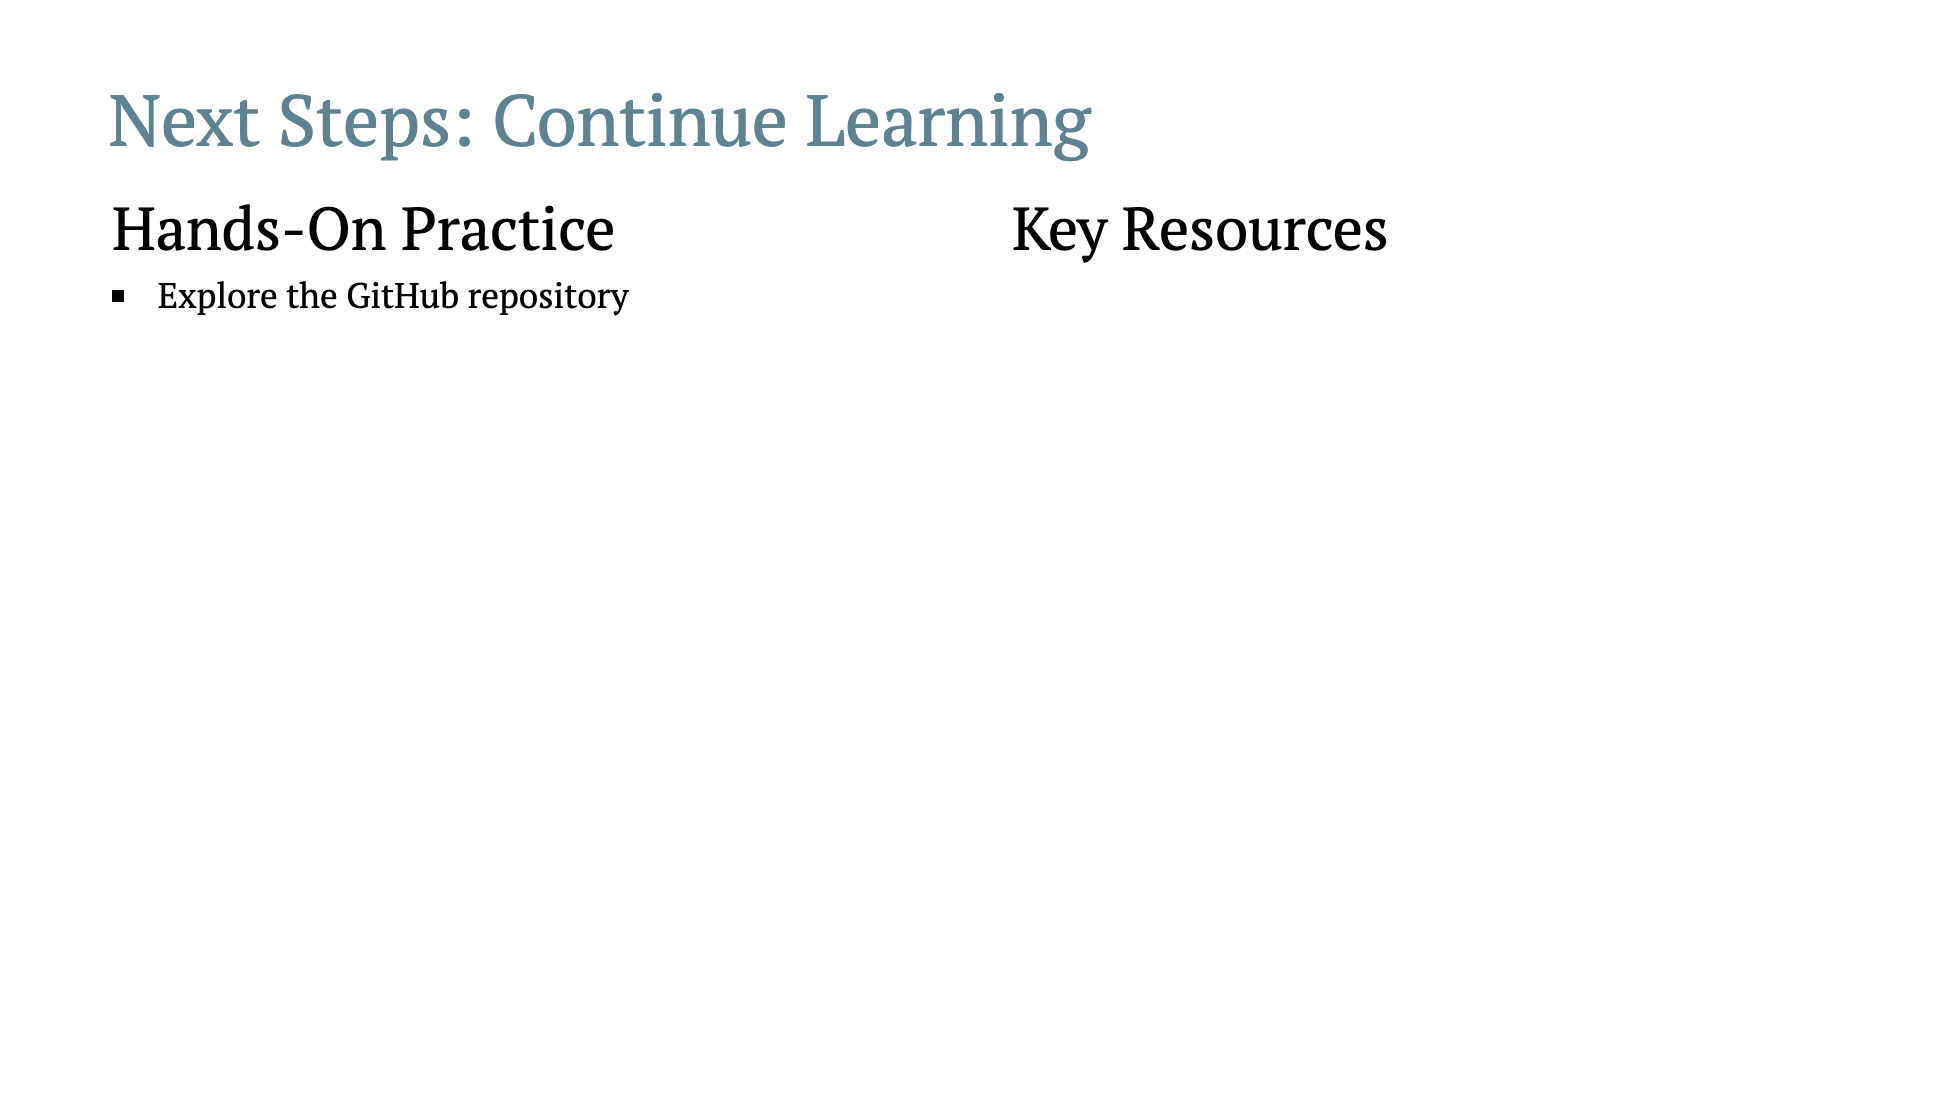 Next Steps: Continue Learning
Hands-On Practice
Explore the GitHub repository
Key Resources